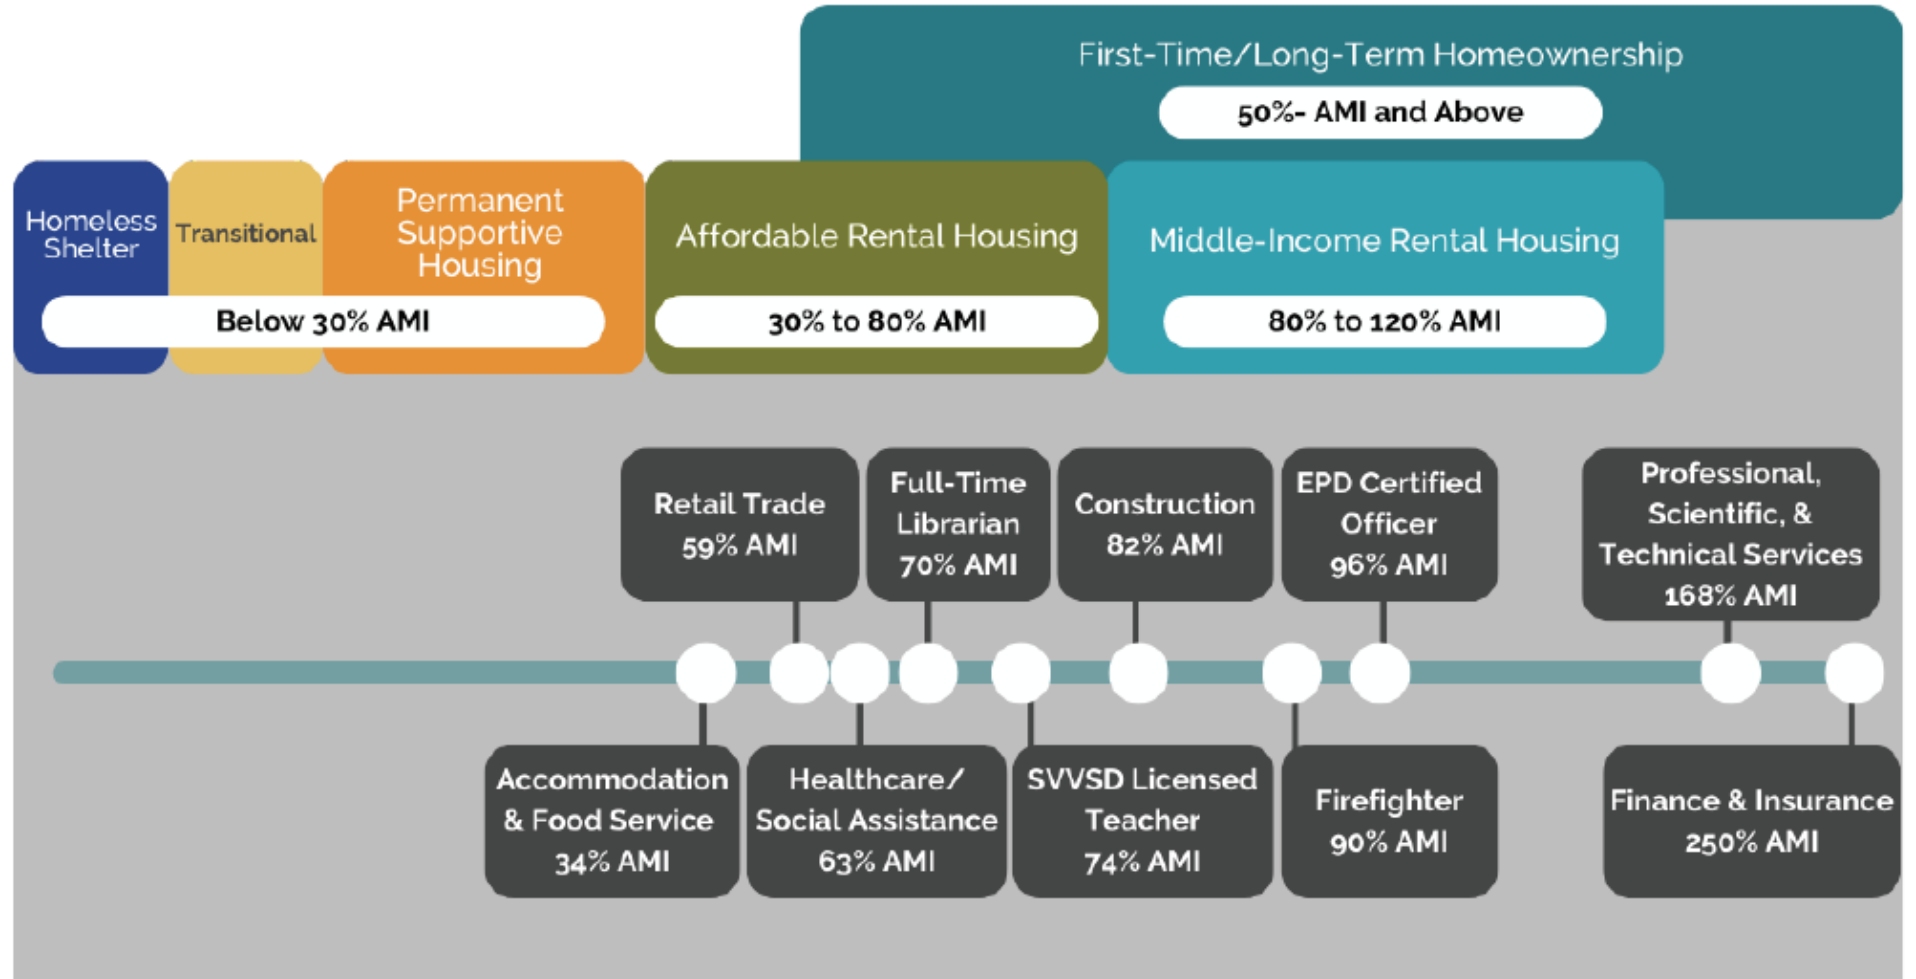 First-Time/Long-Term Homeownership
50%- AMI and Above
Homeless
Shelter
Transitional
Permanent
Supportive
Housing
Below 30% AMI
Affordable Rental Housing
30% to 80% AMI
Middle-Income Rental Housing
80% to 120% AMI
Retail Trade
59% AMI
Full-Time
Librarian
70% AMI
Construction
82% AMI
EPD Certified
Officer
96% AMI
Professional,
Scientific, &
Technical Services
168% AMI
Accommodation
& Food Service
34% AMI
Healthcare/
Social Assistance
63% AMI
SVVSD Licensed
Teacher
74% AMI
Firefighter
90% AMI
Finance & Insurance
250% AMI